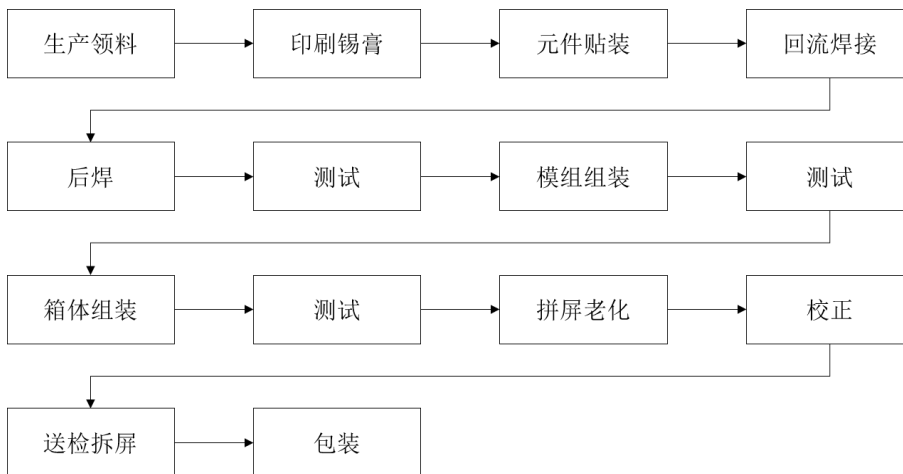 生产领料
印刷锡膏
元件贴装
回流焊接
后焊
测试
模组组装
测试
箱体组装
测试
拼屏老化
校正
送检拆屏
包装